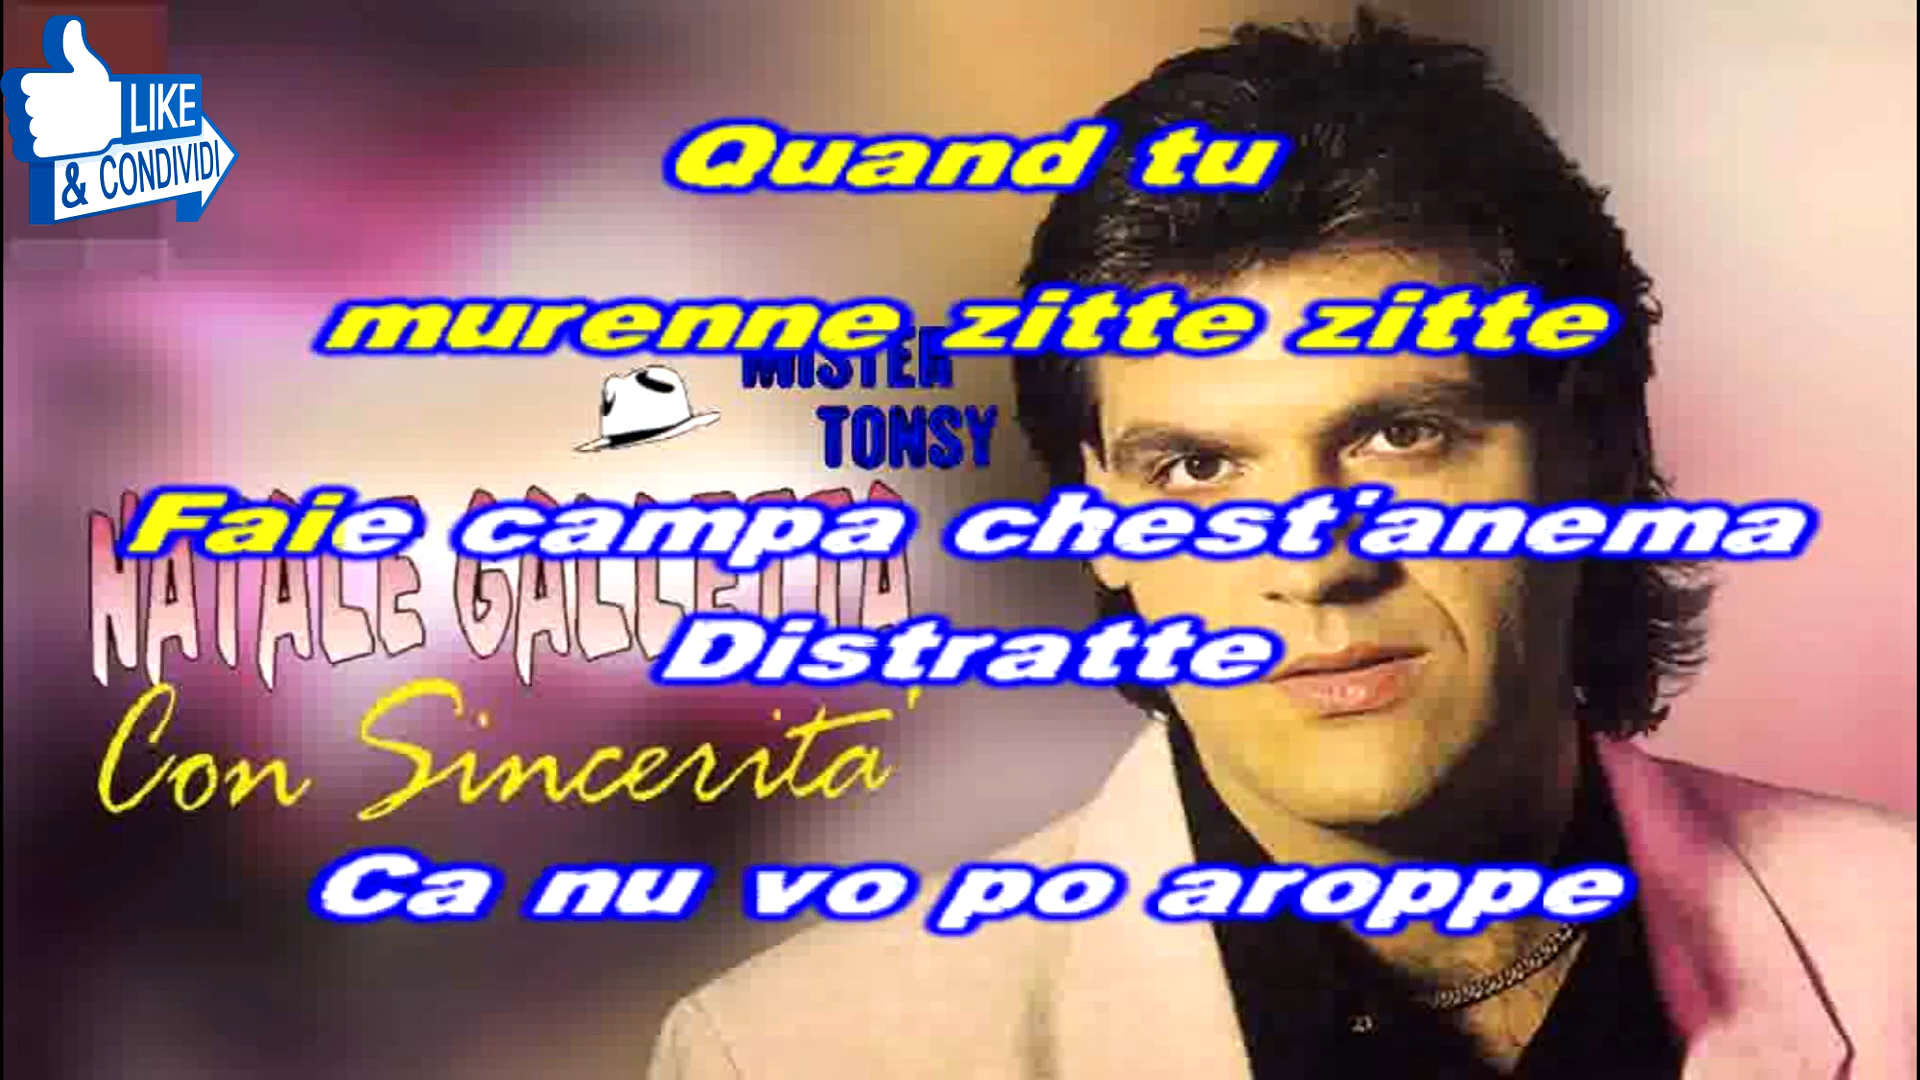 LIKE
& CONDIVIDI
Quand tu
murenne zitte zitte
MISTER
TONSY
Faie campa chest'anema
NATALE GALLETTA
Distratte
Con Sincerita'
Ca nu vo po aroppe